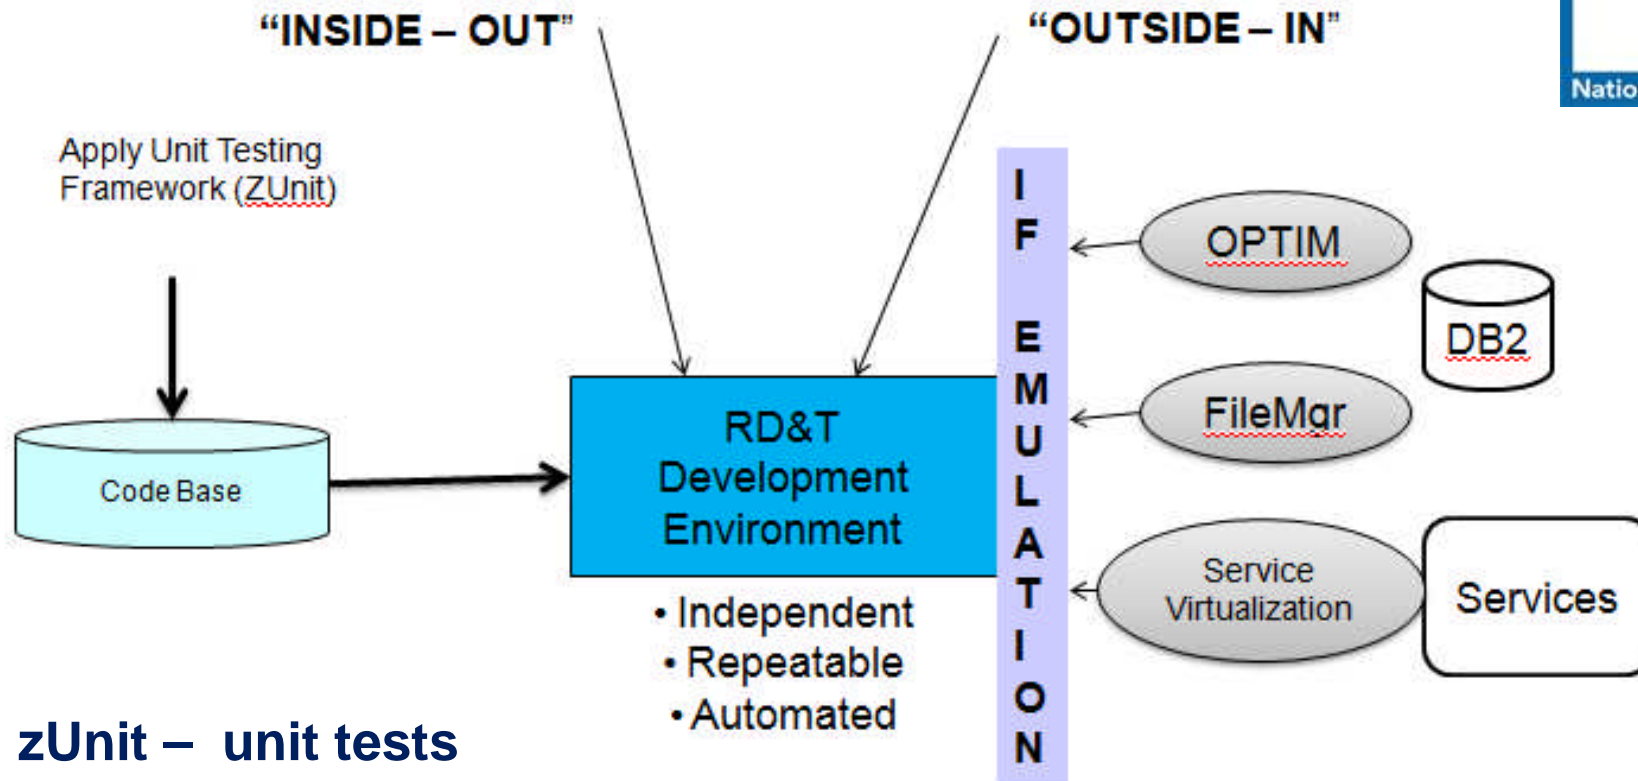 “INSIDE – OUT”
“OUTSIDE – IN”
Natio
Apply Unit Testing
Framework (ZUnit)
Code Base
RD&T
Development
Environment
• Independent
• Repeatable
• Automated
I
F
E
M
U
L
A
T
I
O
N
OPTIM
DB2
FileMgr
Service
Virtualization
Services
zUnit – unit tests